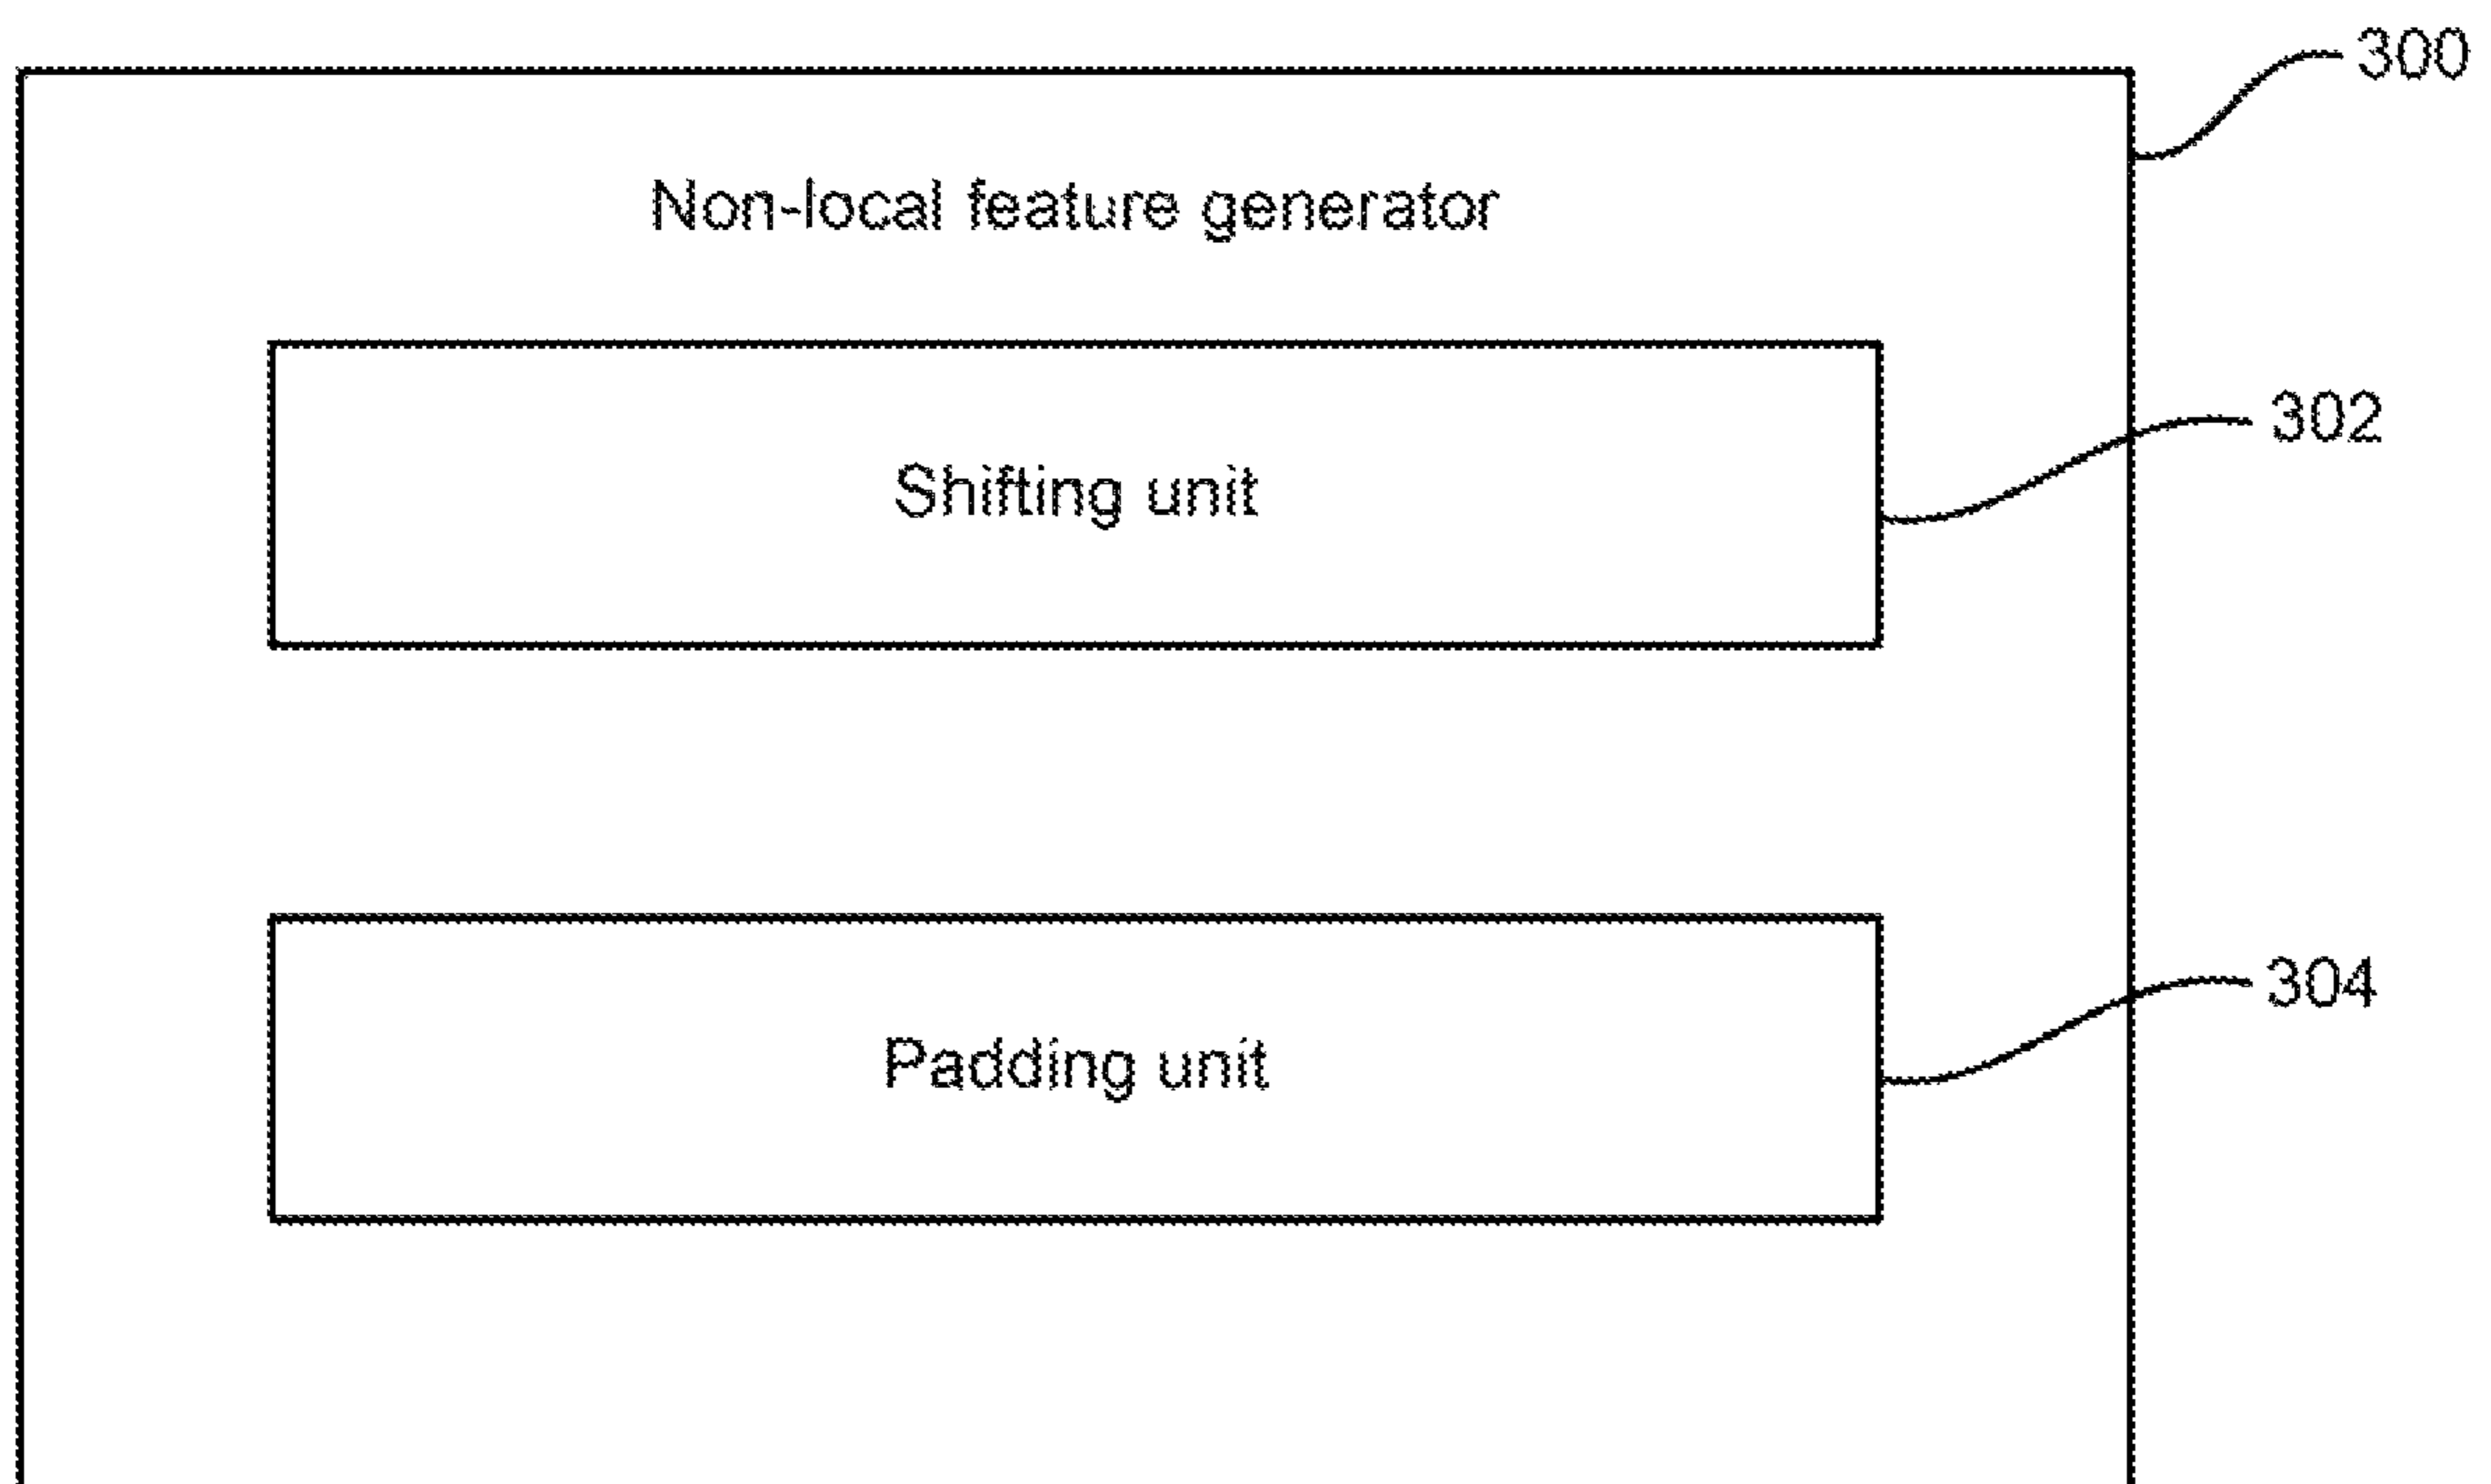 300
Non-local feature generator
302
Shifting unit
304
Padding unit